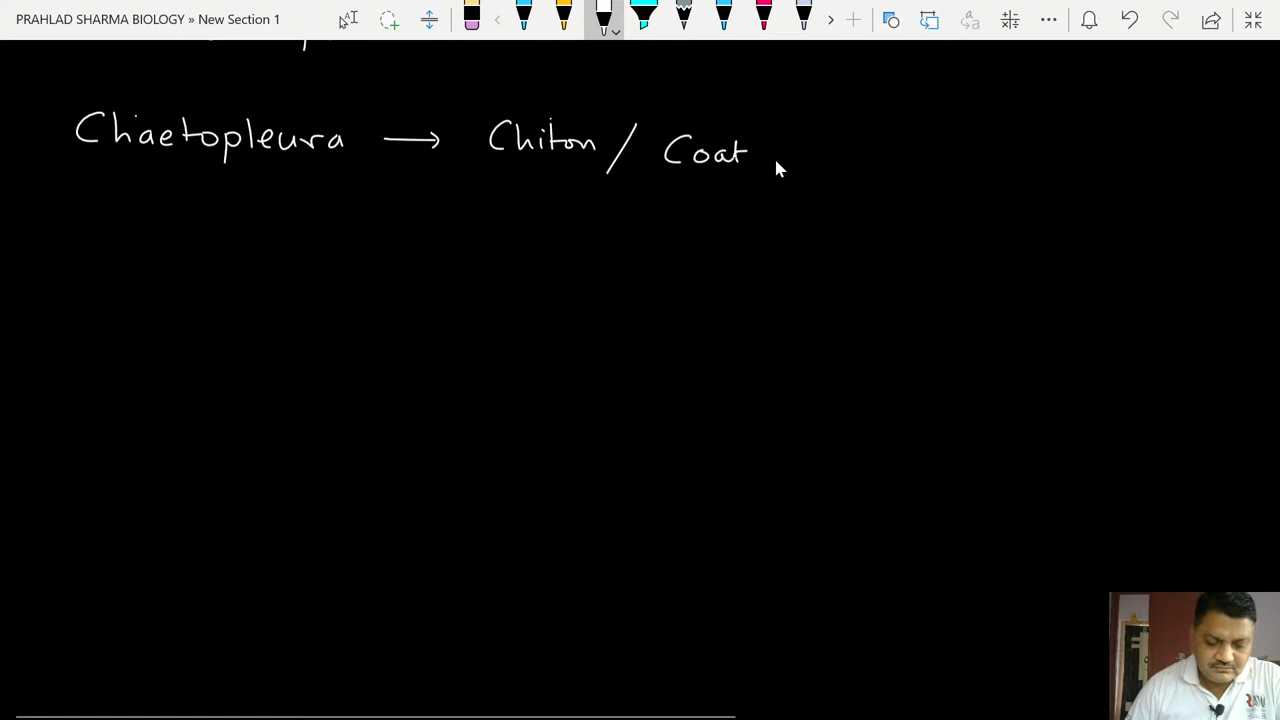 PRAHLAD SHARMA BIOLOGY » New Section 1
Chaetopleura → Chiton / Coat